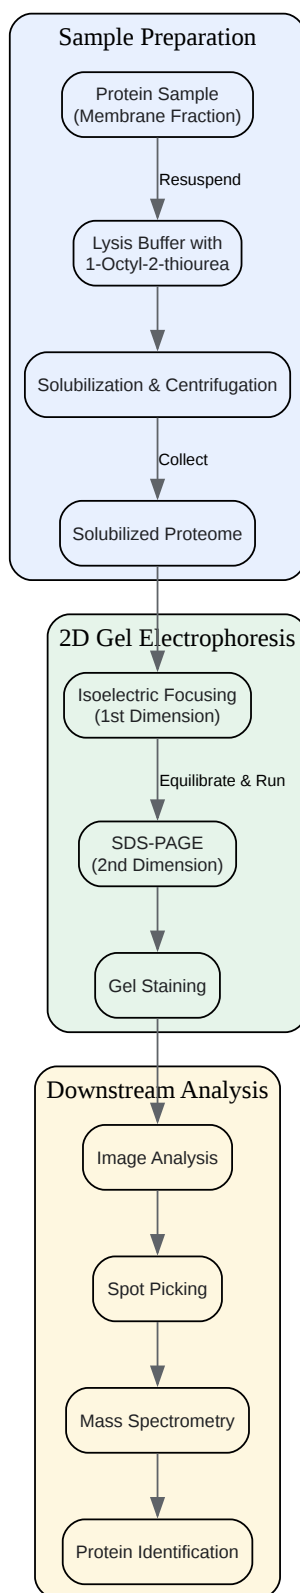 Sample Preparation
Protein Sample
(Membrane Fraction)
Resuspend
Lysis Buffer with
1-Octyl-2-thiourea
Solubilization & Centrifugation
Collect
Solubilized Proteome
2D Gel Electrophoresis
Isoelectric Focusing
(1st Dimension)
Equilibrate & Run
SDS-PAGE
(2nd Dimension)
Gel Staining
Downstream Analysis
Image Analysis
Spot Picking
Mass Spectrometry
Protein Identification